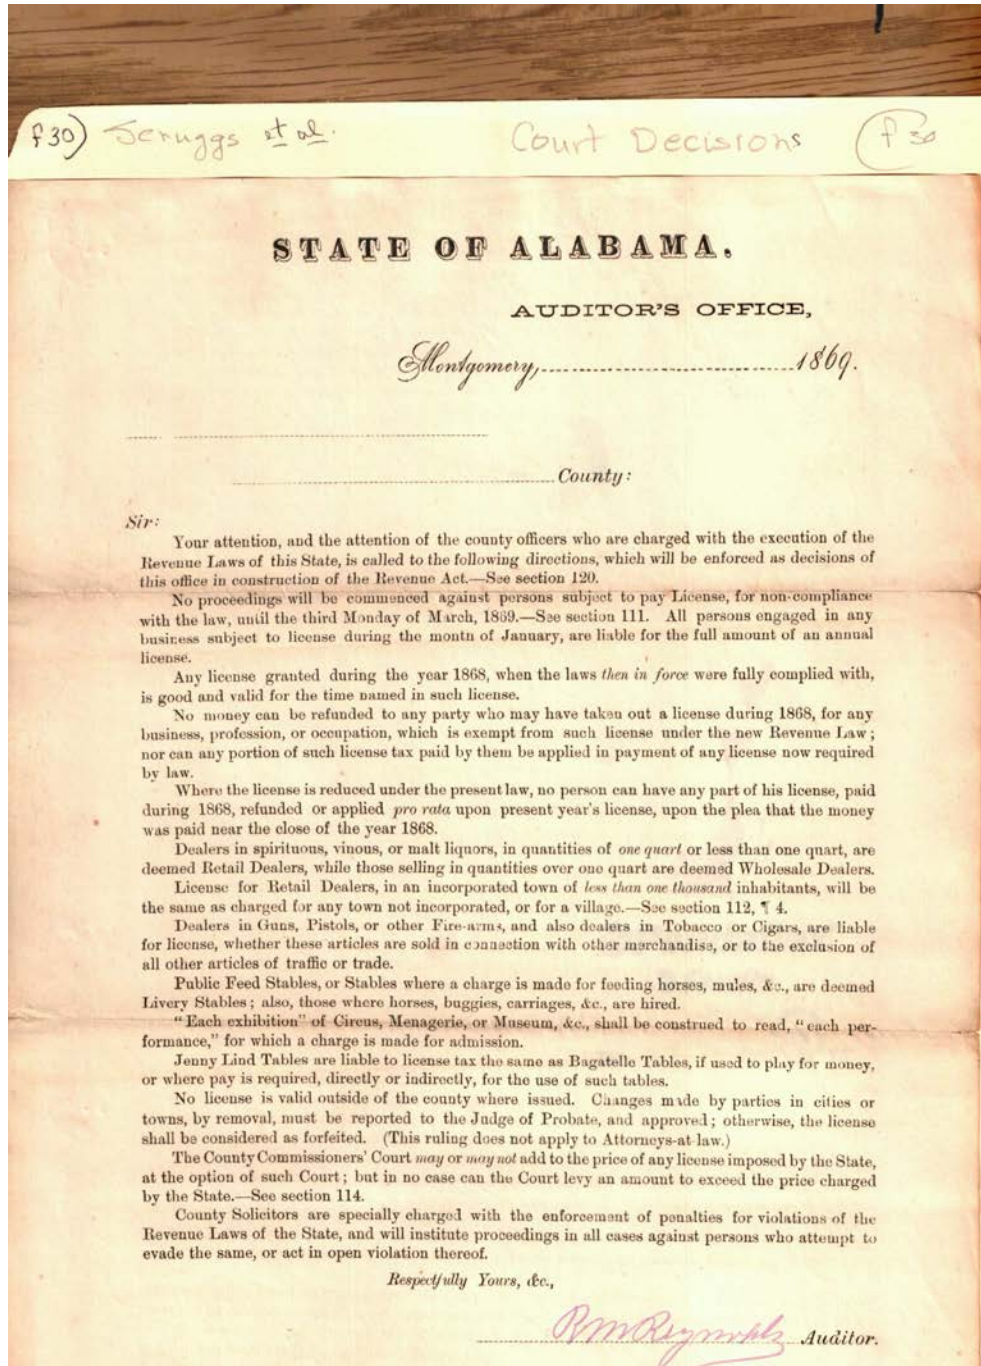 f 30) Scruggs et al. Court Decisions f 30
STATE OF ALABAMA.
AUDITOR'S OFFICE,
Montgomery, 1869.
County:
Sir:
Your attention, and the attention of the county officers who are charged with the execution of the
Revenue Laws of this State, is called to the following directions, which will be enforced as decisions of
this office in construction of the Revenue Act.—See section 120.
No proceedings will be commenced against persons subject to pay License, for non-compliance
with the law, until the third Monday of March, 1869.—See section 111. All persons engaged in any
business subject to license during the month of January, are liable for the full amount of an annual
license.
Any license granted during the year 1868, when the laws then in force were fully complied with,
is good and valid for the time named in such license.
No money can be refunded to any party who may have taken out a license during 1868, for any
business, profession, or occupation, which is exempt from such license under the new Revenue Law;
nor can any portion of such license tax paid by them be applied in payment of any license now required
by law.
Where the license is reduced under the present law, no person can have any part of his license, paid
during 1868, refunded or applied pro rata upon present year's license, upon the plea that the money
was paid near the close of the year 1868.
Dealers in spirituous, vinous, or malt liquors, in quantities of one quart or less than one quart, are
deemed Retail Dealers, while those selling in quantities over one quart are deemed Wholesale Dealers.
License for Retail Dealers, in an incorporated town of less than one thousand inhabitants, will be
the same as charged for any town not incorporated, or for a village.—See section 112, ¶ 4.
Dealers in Guns, Pistols, or other Fire-arms, and also dealers in Tobacco or Cigars, are liable
for license, whether these articles are sold in connection with other merchandise, or to the exclusion of
all other articles of traffic or trade.
Public Feed Stables, or Stables where a charge is made for feeding horses, mules, &c., are deemed
Livery Stables; also, those where horses, buggies, carriages, &c., are hired.
"Each exhibition" of Circus, Menagerie, or Museum, &c., shall be construed to read, "each per-
formance," for which a charge is made for admission.
Jenny Lind Tables are liable to license tax the same as Bagatelle Tables, if used to play for money,
or where pay is required, directly or indirectly, for the use of such tables.
No license is valid outside of the county where issued. Changes made by parties in cities or
towns, by removal, must be reported to the Judge of Probate, and approved; otherwise, the license
shall be considered as forfeited. (This ruling does not apply to Attorneys-at-law.)
The County Commissioners' Court may or may not add to the price of any license imposed by the State,
at the option of such Court; but in no case can the Court levy an amount to exceed the price charged
by the State.—See section 114.
County Solicitors are specially charged with the enforcement of penalties for violations of the
Revenue Laws of the State, and will institute proceedings in all cases against persons who attempt to
evade the same, or act in open violation thereof.
Respectfully Yours, &c.,
R M Reynolds Auditor.